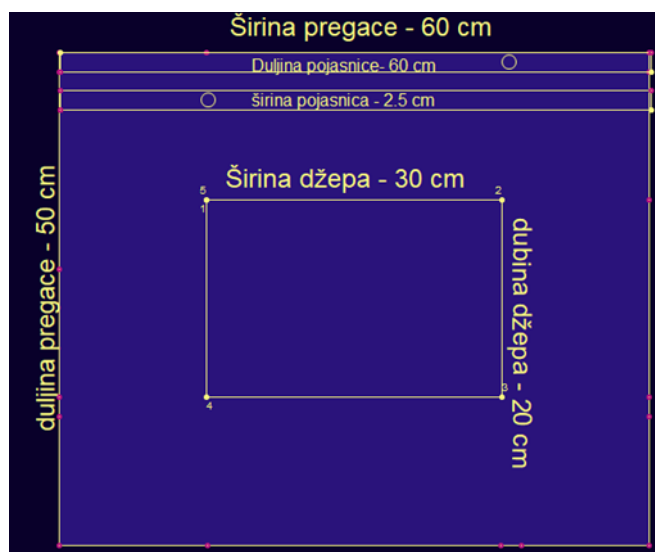 Širina pregace - 60 cm
Duljina pojasnice- 60 cm
širina pojasnica - 2.5 cm
Širina džepa - 30 cm
5
1
2
duljina pregace - 50 cm
dubina džepa - 20 cm
3
4